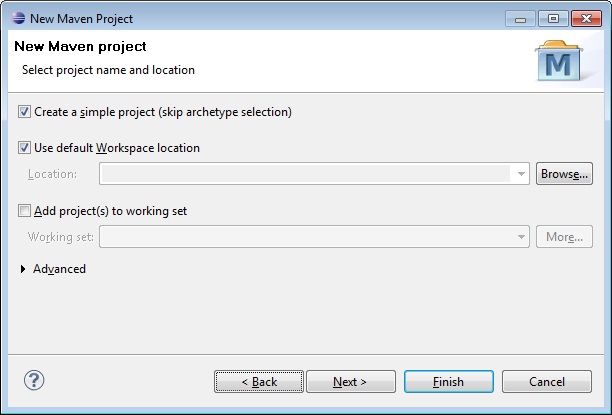 New Maven Project
New Maven project
Select project name and location
M
Create a simple project (skip archetype selection)
Use default Workspace location
Location:
Browse...
Add project(s) to working set
Working set:
More...
Advanced
?
< Back
Next >
Finish
Cancel